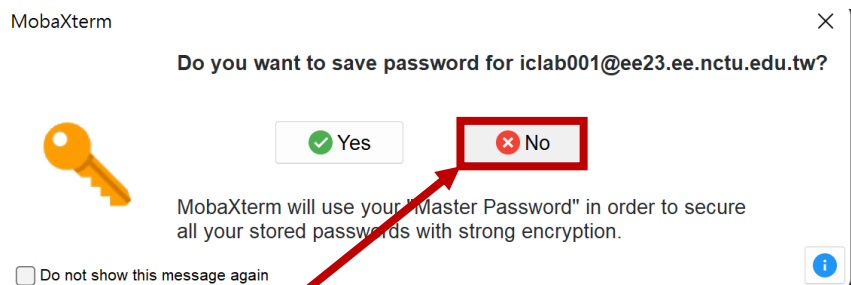 MobaXterm
Do you want to save password for iclab001@ee23.ee.nctu.edu.tw?
Yes
No
MobaXterm will use your "Master Password" in order to secure
all your stored passwords with strong encryption.
Do not show this message again